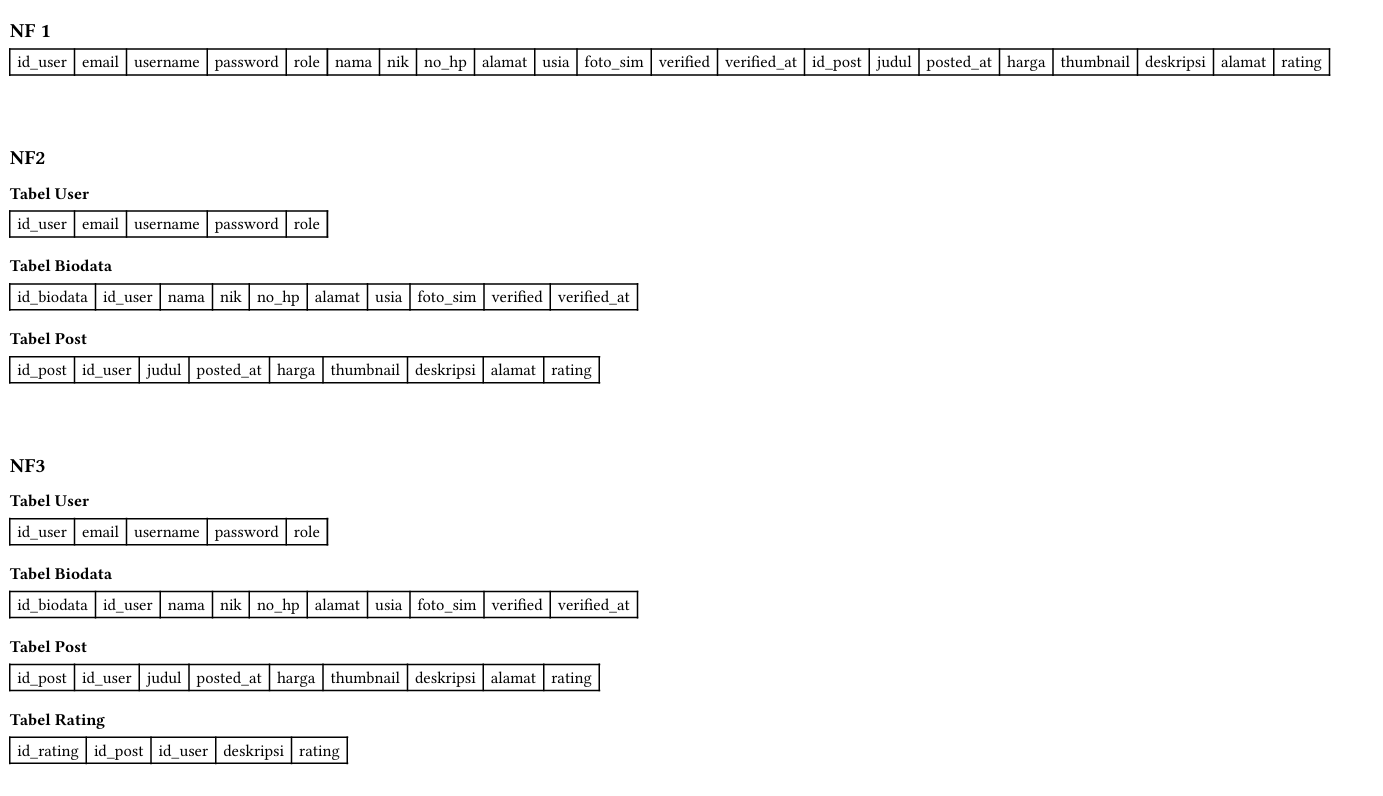 NF 1
id_user email username password role nama nik no_hp alamat usia foto_sim verified verified_at id_post judul posted_at harga thumbnail deskripsi alamat rating
NF2
Tabel User
id_user email username password role
Tabel Biodata
id_biodata id_user nama nik no_hp alamat usia foto_sim verified verified_at
Tabel Post
id_post id_user judul posted_at harga thumbnail deskripsi alamat rating
NF3
Tabel User
id_user email username password role
Tabel Biodata
id_biodata id_user nama nik no_hp alamat usia foto_sim verified verified_at
Tabel Post
id_post id_user judul posted_at harga thumbnail deskripsi alamat rating
Tabel Rating
id_rating id_post id_user deskripsi rating